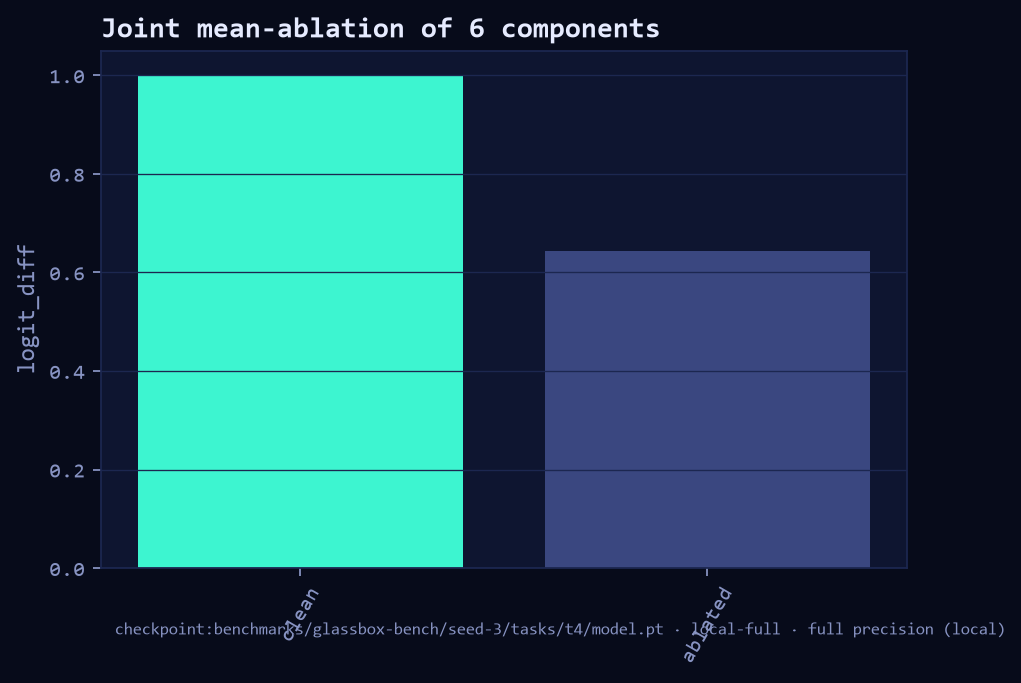 Joint mean-ablation of 6 components
logit_diff
1.0
0.8
0.6
0.4
0.2
0.0
clean
ablated
checkpoint:benchmarks/glassbox-bench/seed-3/tasks/t4/model.pt · local-full · full precision (local)